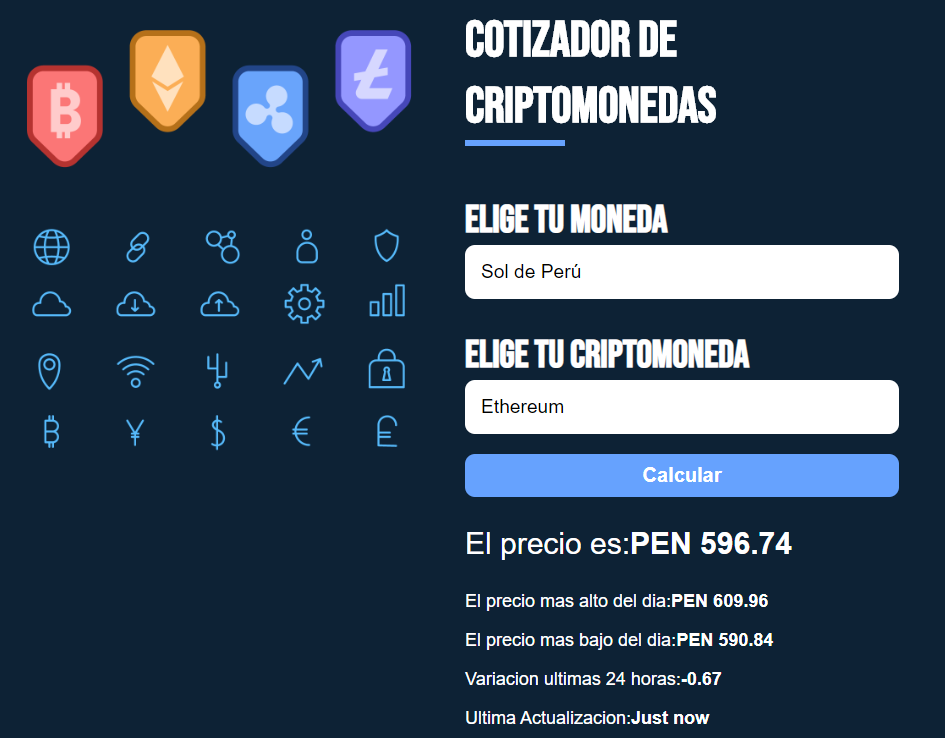 COTIZADOR DE
CRIPTOMONEDAS
ELIGE TU MONEDA
Sol de Perú
ELIGE TU CRIPTOMONEDA
Ethereum
Calcular
El precio es:PEN 596.74
El precio mas alto del dia:PEN 609.96
El precio mas bajo del dia:PEN 590.84
Variacion ultimas 24 horas:-0.67
Ultima Actualizacion:Just now